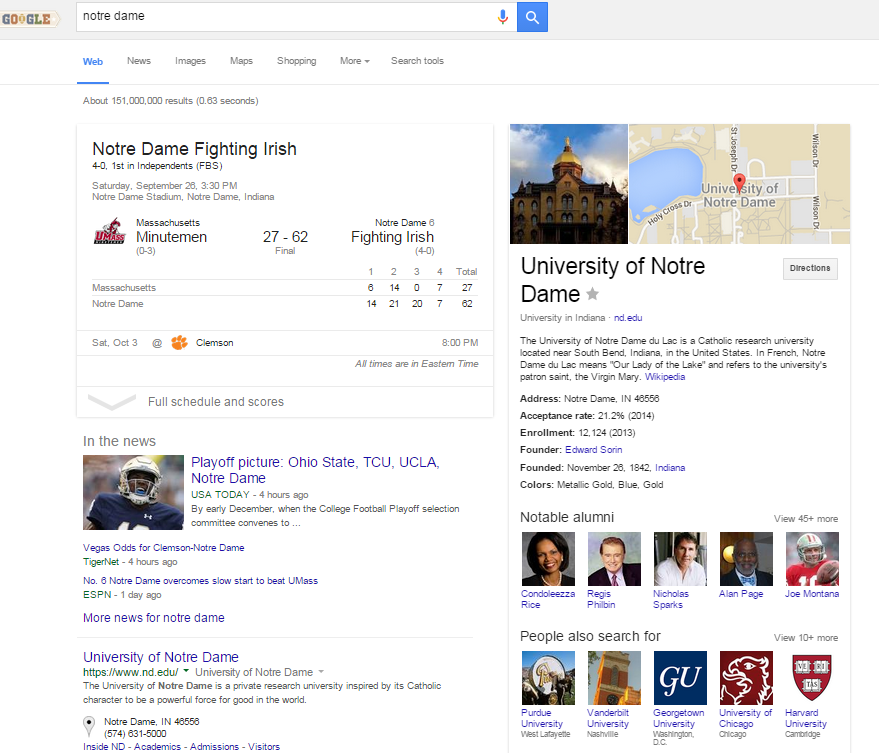 GOOGLE
notre dame
Web News Images Maps Shopping More Search tools
About 151,000,000 results (0.63 seconds)
Notre Dame Fighting Irish
4-0, 1st in Independents (FBS)
Saturday, September 26, 3:30 PM
Notre Dame Stadium, Notre Dame, Indiana
UMASS
Massachusetts
Minutemen
(0-3)
27 - 62
Final
Notre Dame 6
Fighting Irish
(4-0)
1 2 3 4 Total
Massachusetts 6 14 0 7 27
Notre Dame 14 21 20 7 62
Sat, Oct 3 @ Clemson 8:00 PM
All times are in Eastern Time
Full schedule and scores
In the news
Playoff picture: Ohio State, TCU, UCLA,
Notre Dame
USA TODAY - 4 hours ago
By early December, when the College Football Playoff selection
committee convenes to ...
Vegas Odds for Clemson-Notre Dame
TigerNet - 4 hours ago
No. 6 Notre Dame overcomes slow start to beat UMass
ESPN - 1 day ago
More news for notre dame
University of Notre Dame
https://www.nd.edu/ University of Notre Dame
The University of Notre Dame is a private research university inspired by its Catholic
character to be a powerful force for good in the world.
Notre Dame, IN 46556
(574) 631-5000
Inside ND - Academics - Admissions - Visitors
St Joseph Dr
Wilson Dr
University of
Notre Dame
Holy Cross Dr
Wilson Dr
University of Notre
Dame
Directions
University in Indiana · nd.edu
The University of Notre Dame du Lac is a Catholic research university
located near South Bend, Indiana, in the United States. In French, Notre
Dame du Lac means "Our Lady of the Lake" and refers to the university's
patron saint, the Virgin Mary. Wikipedia
Address: Notre Dame, IN 46556
Acceptance rate: 21.2% (2014)
Enrollment: 12,124 (2013)
Founder: Edward Sorin
Founded: November 26, 1842, Indiana
Colors: Metallic Gold, Blue, Gold
Notable alumni View 45+ more
Condoleezza
Rice
Regis
Philbin
Nicholas
Sparks
Alan Page
Joe Montana
People also search for View 10+ more
GU
VE RI
TAS
Purdue
University
West Lafayette
Vanderbilt
University
Nashville
Georgetown
University
Washington,
D.C.
University of
Chicago
Chicago
Harvard
University
Cambridge